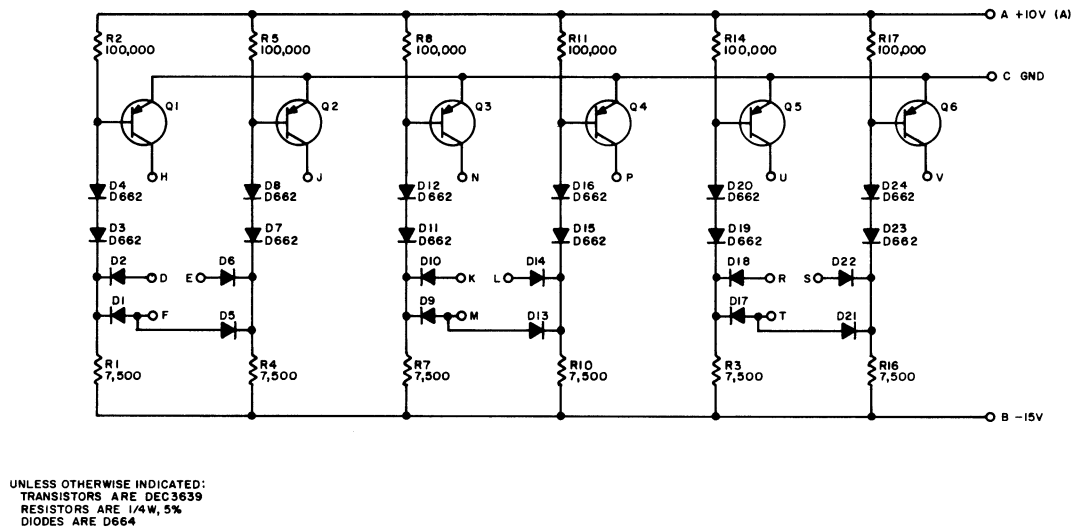 A +10V (A)
R2
100,000
R5
100,000
R8
100,000
R11
100,000
R14
100,000
R17
100,000
C GND
Q1
Q2
Q3
Q4
Q5
Q6
H
J
N
P
U
V
D4
D662
D8
D662
D12
D662
D16
D662
D20
D662
D24
D662
D3
D662
D7
D662
D11
D662
D15
D662
D19
D662
D23
D662
D2
D
E
D6
D10
K
L
D14
D18
R
S
D22
D1
F
D5
D9
M
D13
D17
T
D21
R1
7,500
R4
7,500
R7
7,500
R10
7,500
R3
7,500
R16
7,500
B -15V
UNLESS OTHERWISE INDICATED:
TRANSISTORS ARE DEC3639
RESISTORS ARE 1/4W, 5%
DIODES ARE D664